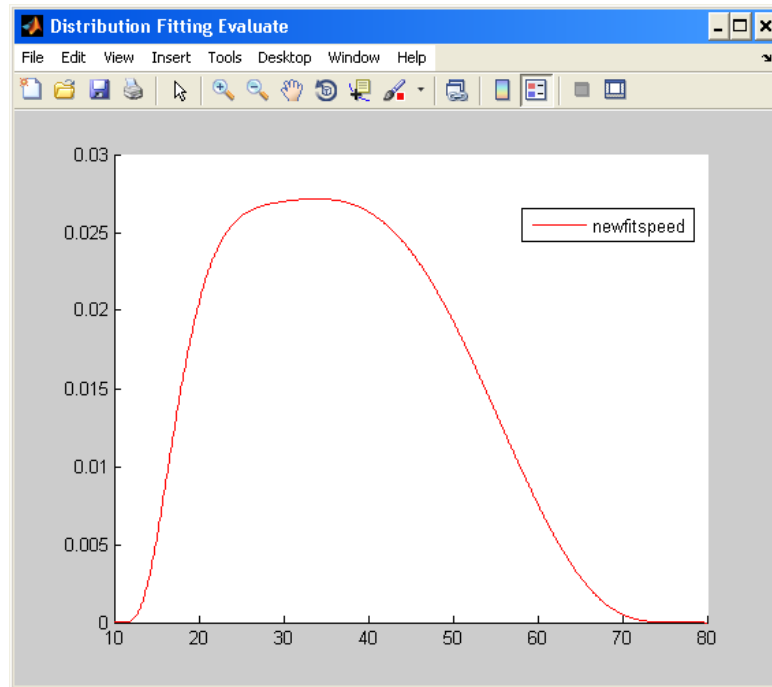 Distribution Fitting Evaluate
File Edit View Insert Tools Desktop Window Help
0.03
0.025
0.02
0.015
0.01
0.005
0
10 20 30 40 50 60 70 80
newfitspeed